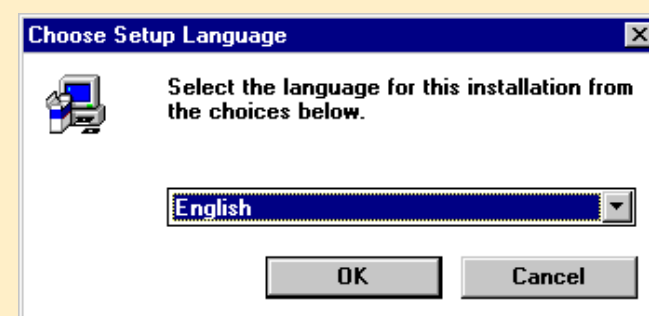 Choose Setup Language
Select the language for this installation from
the choices below.
English
OK
Cancel